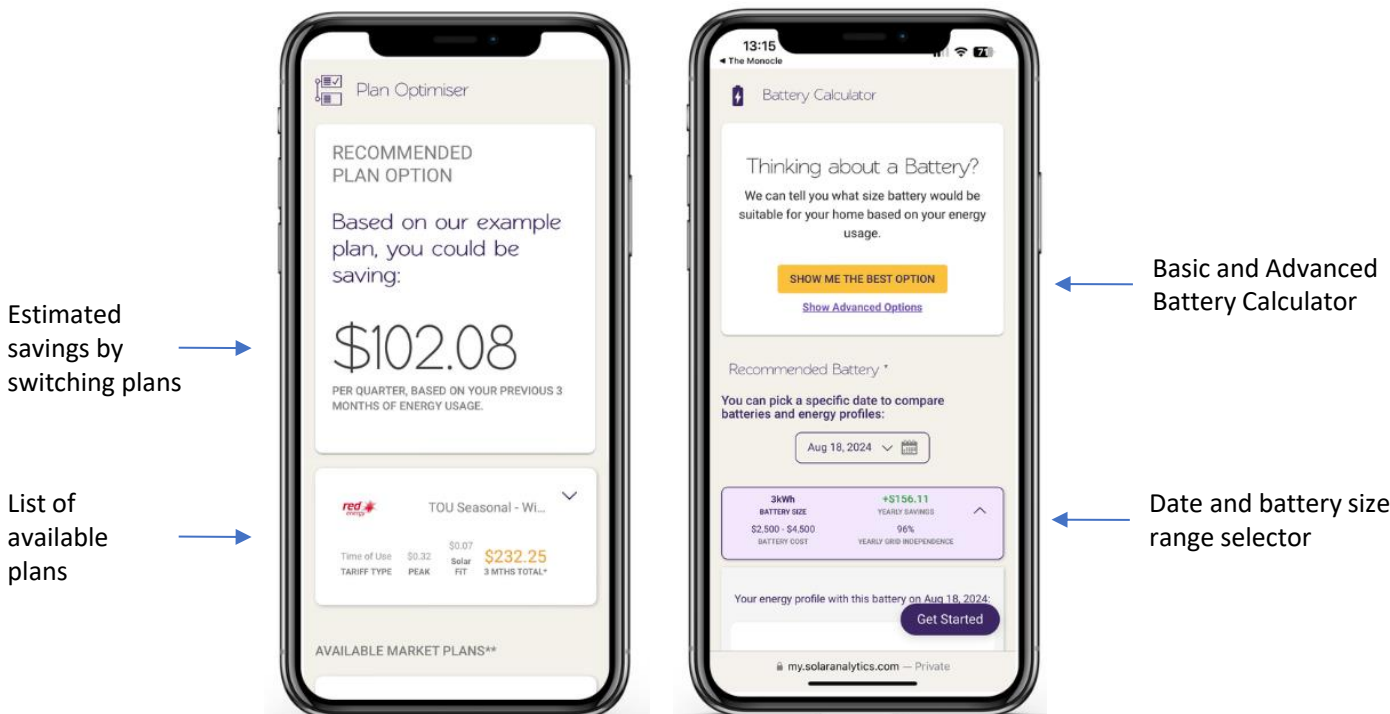 Estimated
savings by
switching plans
List of
available
plans
Plan Optimiser
RECOMMENDED
PLAN OPTION
Based on our example
plan, you could be
saving:
$102.08
PER QUARTER, BASED ON YOUR PREVIOUS 3
MONTHS OF ENERGY USAGE.
red
energy
TOU Seasonal - Wi...
Time of Use $0.32 $0.07 Solar $232.25
TARIFF TYPE PEAK FiT 3 MTHS TOTAL*
AVAILABLE MARKET PLANS**
13:15
71
◀ The Monocle
Battery Calculator
Thinking about a Battery?
We can tell you what size battery would be
suitable for your home based on your energy
usage.
SHOW ME THE BEST OPTION
Show Advanced Options
Recommended Battery *
You can pick a specific date to compare
batteries and energy profiles:
Aug 18, 2024
3kWh +$156.11
BATTERY SIZE YEARLY SAVINGS
$2,500 - $4,500 96%
BATTERY COST YEARLY GRID INDEPENDENCE
Your energy profile with this battery on Aug 18, 2024:
Get Started
my.solaranalytics.com — Private
Basic and Advanced
Battery Calculator
Date and battery size
range selector